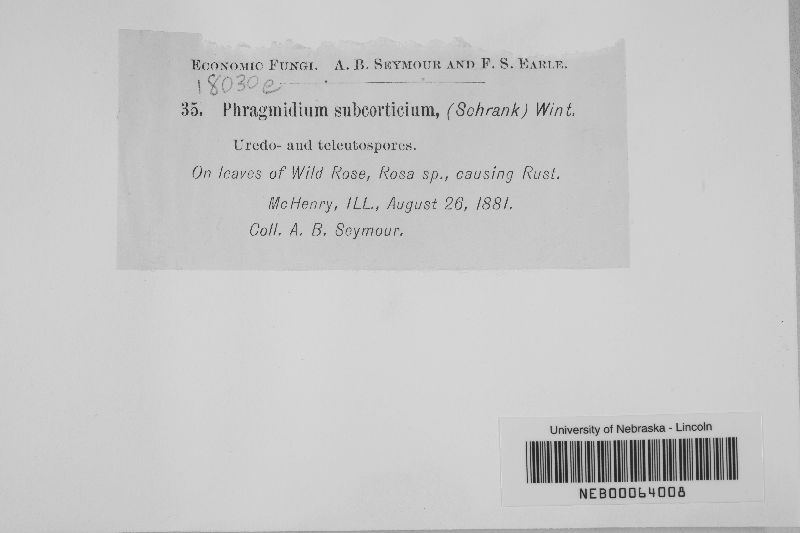 Economic Fungi. A. B. Seymour and F. S. Earle.
18030e
35. Phragmidium subcorticium, (Schrank) Wint.
Uredo- and teleutospores.
On leaves of Wild Rose, Rosa sp., causing Rust.
McHenry, ILL., August 26, 1881.
Coll. A. B. Seymour.
University of Nebraska - Lincoln
NEB00064008